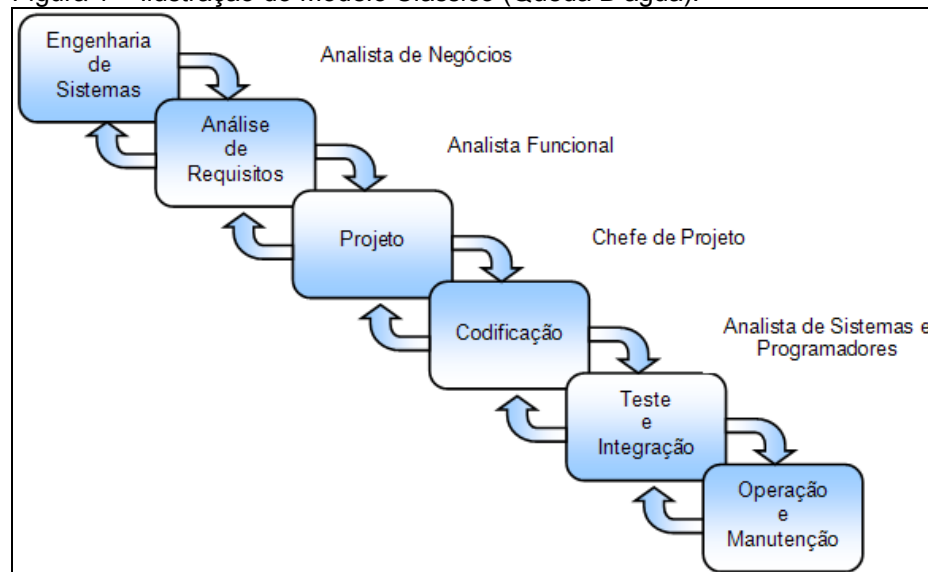 Figura 1 – Ilustração do Modelo Clássico (Queda D'água).
Engenharia
de
Sistemas
Analista de Negócios
Análise
de
Requisitos
Analista Funcional
Projeto
Chefe de Projeto
Codificação
Analista de Sistemas e
Programadores
Teste
e
Integração
Operação
e
Manutenção